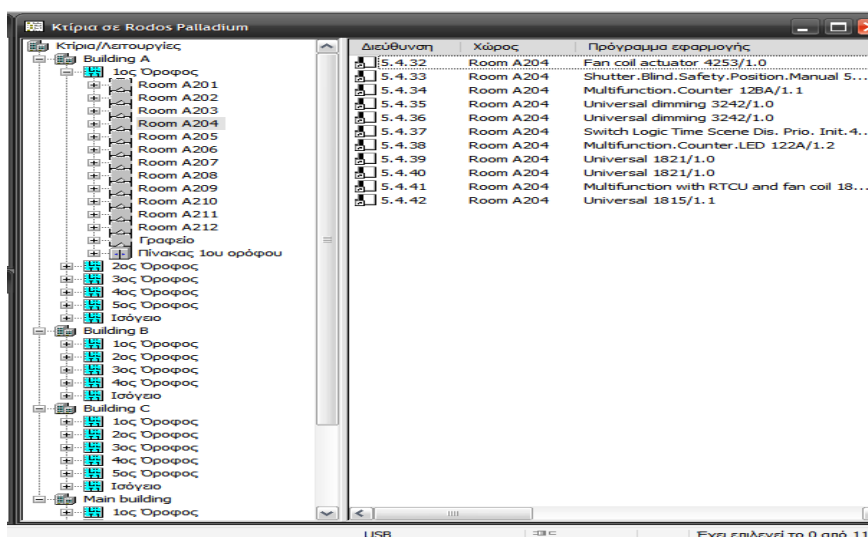 Κτίρια σε Rodos Palladium
Κτίρια/Λειτουργίες
Building A
1ος Όροφος
Room A201
Room A202
Room A203
Room A204
Room A205
Room A206
Room A207
Room A208
Room A209
Room A210
Room A211
Room A212
Γραφείο
Πίνακας 1ου ορόφου
2ος Όροφος
3ος Όροφος
4ος Όροφος
5ος Όροφος
Ισόγειο
Building B
1ος Όροφος
2ος Όροφος
3ος Όροφος
4ος Όροφος
Ισόγειο
Building C
1ος Όροφος
2ος Όροφος
3ος Όροφος
4ος Όροφος
5ος Όροφος
Ισόγειο
Main building
1ος Όροφος
Διεύθυνση Χώρος Πρόγραμμα εφαρμογής
5.4.32 Room A204 Fan coil actuator 4253/1.0
5.4.33 Room A204 Shutter.Blind.Safety.Position.Manual 5...
5.4.34 Room A204 Multifunction.Counter 12BA/1.1
5.4.35 Room A204 Universal dimming 3242/1.0
5.4.36 Room A204 Universal dimming 3242/1.0
5.4.37 Room A204 Switch Logic Time Scene Dis. Prio. Init.4...
5.4.38 Room A204 Multifunction.Counter.LED 122A/1.2
5.4.39 Room A204 Universal 1821/1.0
5.4.40 Room A204 Universal 1821/1.0
5.4.41 Room A204 Multifunction with RTCU and fan coil 18...
5.4.42 Room A204 Universal 1815/1.1
USB Έχει επιλεγεί το 0 από 11